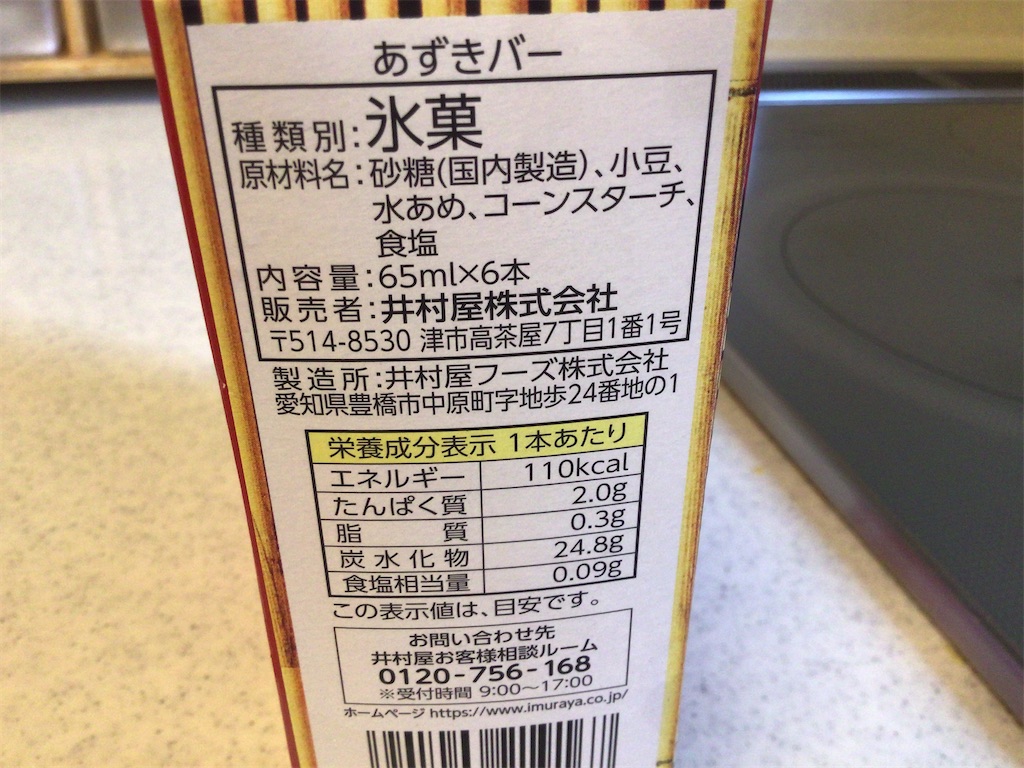 あずきバー
種類別:氷菓
原材料名:砂糖(国内製造)、小豆、
水あめ、コーンスターチ、
食塩
内容量:65ml×6本
販売者:井村屋株式会社
〒514-8530 津市高茶屋7丁目1番1号
製造所:井村屋フーズ株式会社
愛知県豊橋市中原町字地歩24番地の1
栄養成分表示 1本あたり
エネルギー 110kcal
たんぱく質 2.0g
脂質 0.3g
炭水化物 24.8g
食塩相当量 0.09g
この表示値は、目安です。
お問い合わせ先
井村屋お客様相談ルーム
0120-756-168
※受付時間 9:00〜17:00
ホームページ https://www.imuraya.co.jp/